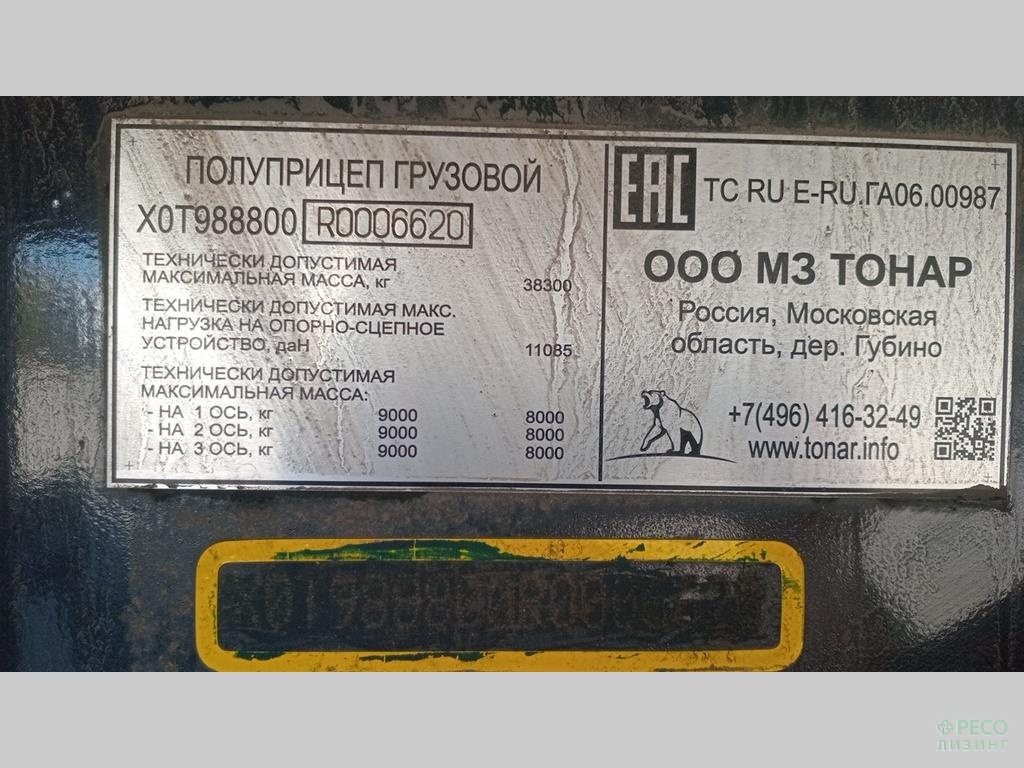 ПОЛУПРИЦЕП ГРУЗОВОЙ
X0T988800 R0006620
ТЕХНИЧЕСКИ ДОПУСТИМАЯ
МАКСИМАЛЬНАЯ МАССА, кг 38300
ТЕХНИЧЕСКИ ДОПУСТИМАЯ МАКС.
НАГРУЗКА НА ОПОРНО-СЦЕПНОЕ
УСТРОЙСТВО, даН 11085
ТЕХНИЧЕСКИ ДОПУСТИМАЯ
МАКСИМАЛЬНАЯ МАССА:
- НА 1 ОСЬ, кг 9000 8000
- НА 2 ОСЬ, кг 9000 8000
- НА 3 ОСЬ, кг 9000 8000
EAC TC RU E-RU.ГА06.00987
ООО МЗ ТОНАР
Россия, Московская
область, дер. Губино
+7(496) 416-32-49
www.tonar.info
РЕСО
ЛИЗИНГ